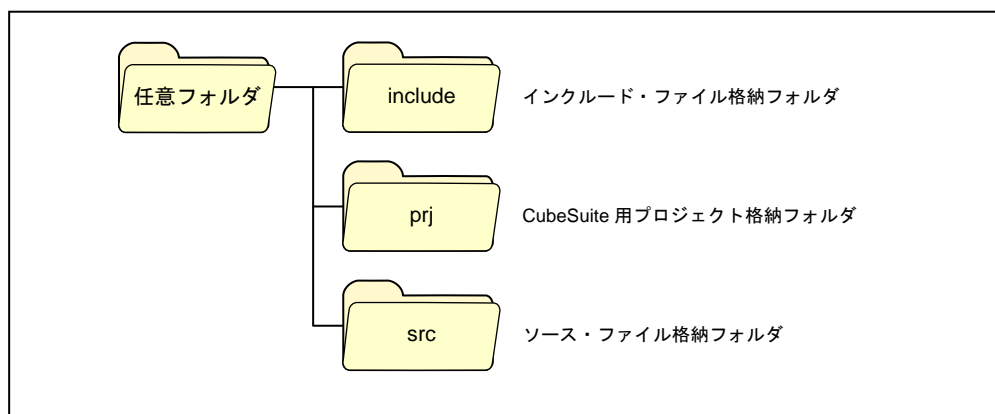 任意フォルダ
include
インクルード・ファイル格納フォルダ
prj
CubeSuite 用プロジェクト格納フォルダ
src
ソース・ファイル格納フォルダ